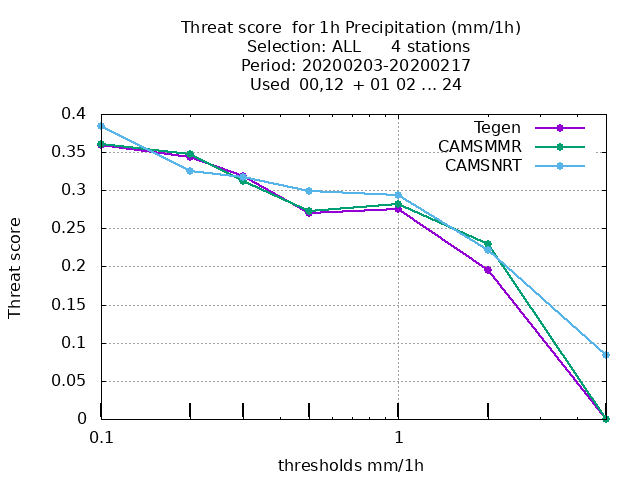 Threat score  for 1h Precipitation (mm/1h)
Selection: ALL      4 stations
Period: 20200203-20200217
Used  00,12  + 01 02 ... 24
Tegen
CAMSMMR
CAMSNRT
0.4
0.35
0.3
0.25
0.2
0.15
0.1
0.05
0
Threat score
0.1
1
thresholds mm/1h